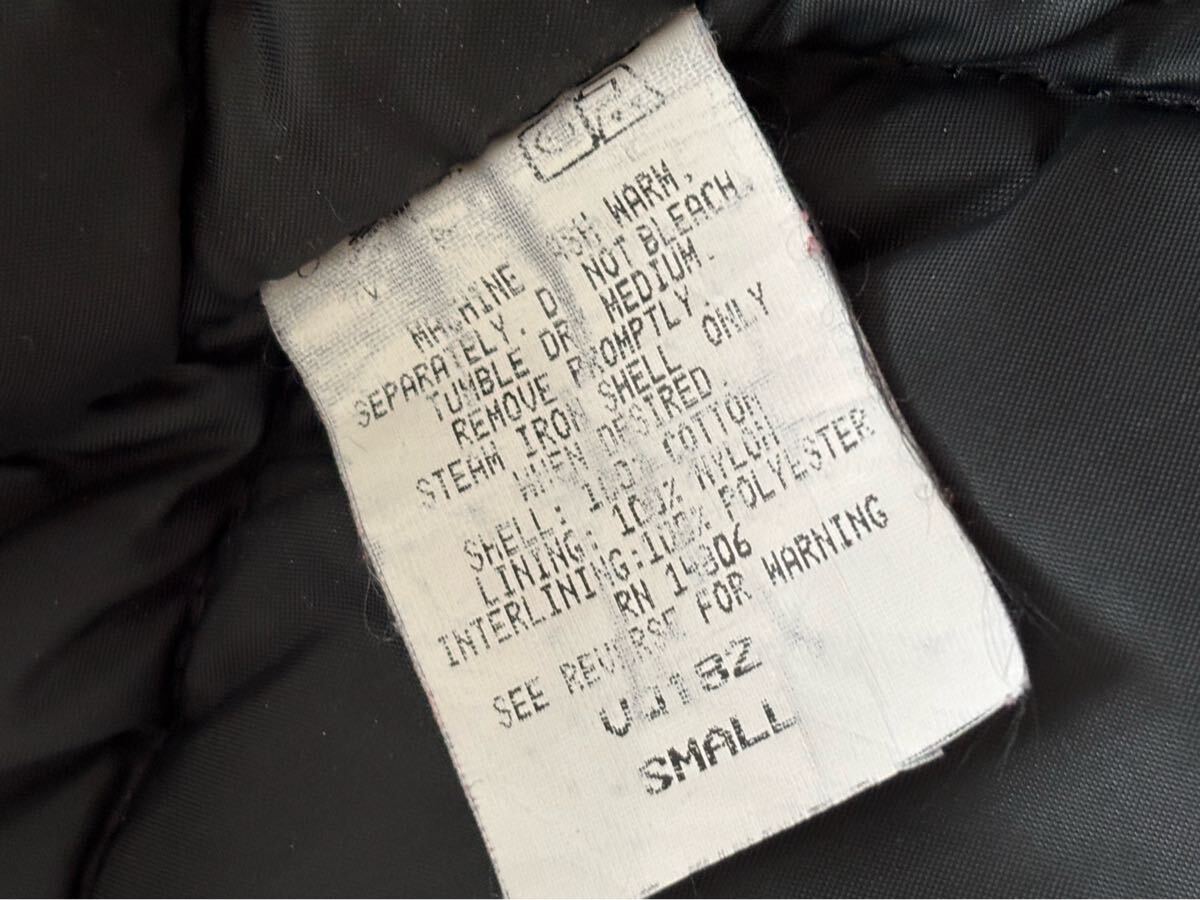 MACHINE WASH WARM,
SEPARATELY. DO NOT BLEACH.
TUMBLE DRY MEDIUM.
REMOVE PROMPTLY.
STEAM IRON SHELL ONLY
WHEN DESIRED.
SHELL: 100% COTTON
LINING: 100% NYLON
INTERLINING:100% POLYESTER
RN 14806
SEE REVERSE FOR WARNING
SMALL